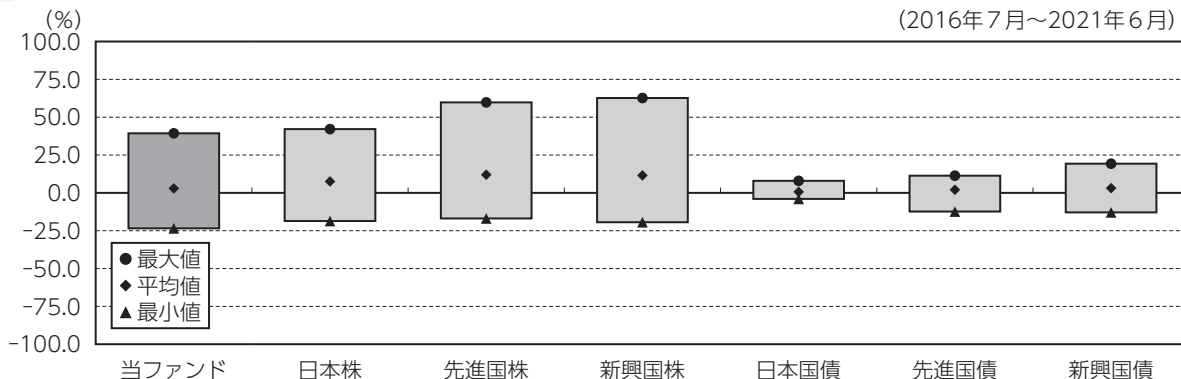 (%)
(2016年7月～2021年6月)
100.0
75.0
50.0
25.0
0.0
-25.0
-50.0
-75.0
-100.0
●最大値
◆平均値
▲最小値
当ファンド 日本株 先進国株 新興国株 日本国債 先進国債 新興国債